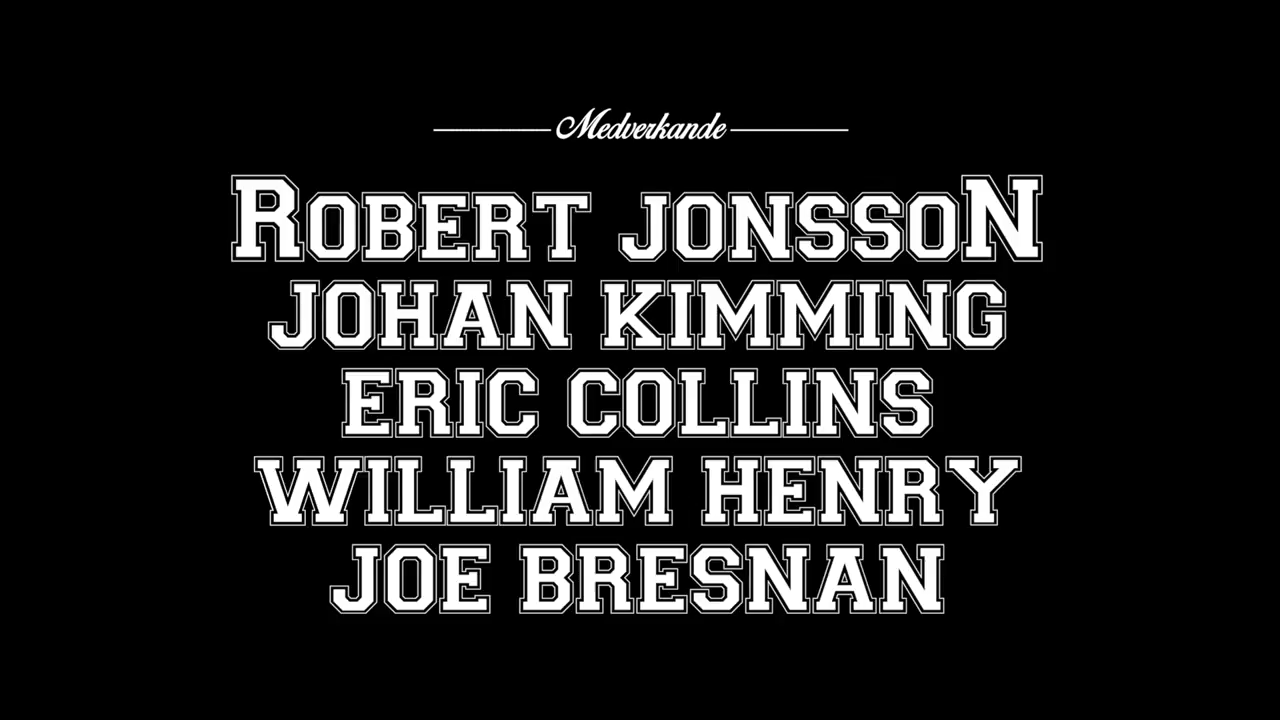 Medverkande
ROBERT JONSSON
JOHAN KIMMING
ERIC COLLINS
WILLIAM HENRY
JOE BRESNAN